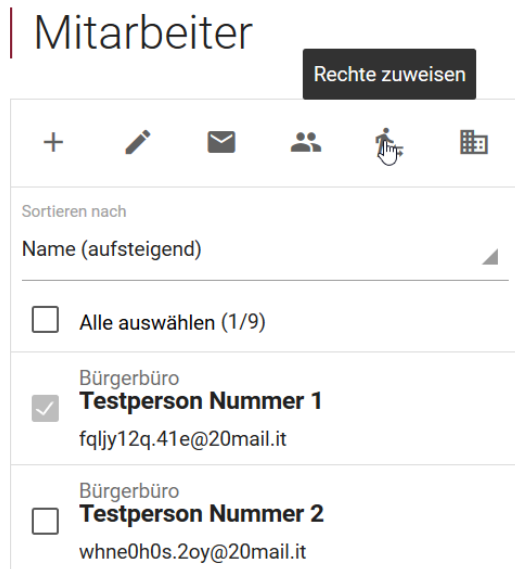 Mitarbeiter
Rechte zuweisen
Sortieren nach
Name (aufsteigend)
Alle auswählen (1/9)
Bürgerbüro
Testperson Nummer 1
fqljy12q.41e@20mail.it
Bürgerbüro
Testperson Nummer 2
whne0h0s.2oy@20mail.it